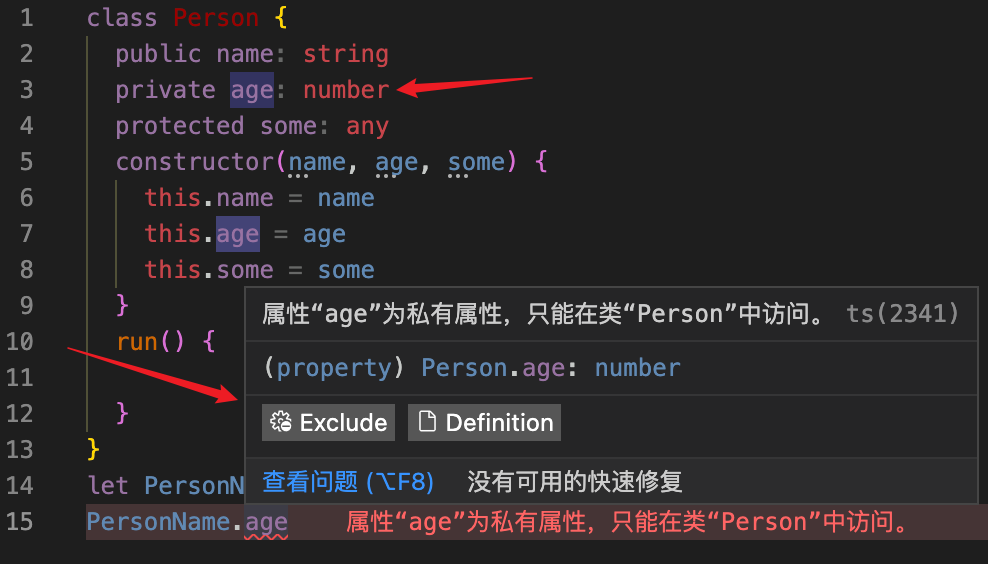 1 class Person {
2 public name: string
3 private age: number
4 protected some: any
5 constructor(name, age, some) {
6 this.name = name
7 this.age = age
8 this.some = some
9 }
属性“age”为私有属性，只能在类“Person”中访问。 ts(2341)
10 run() {
(property) Person.age: number
11
12 }
Exclude Definition
13 }
14 let PersonN
查看问题 (⌥F8) 没有可用的快速修复
15 PersonName.age 属性“age”为私有属性，只能在类“Person”中访问。